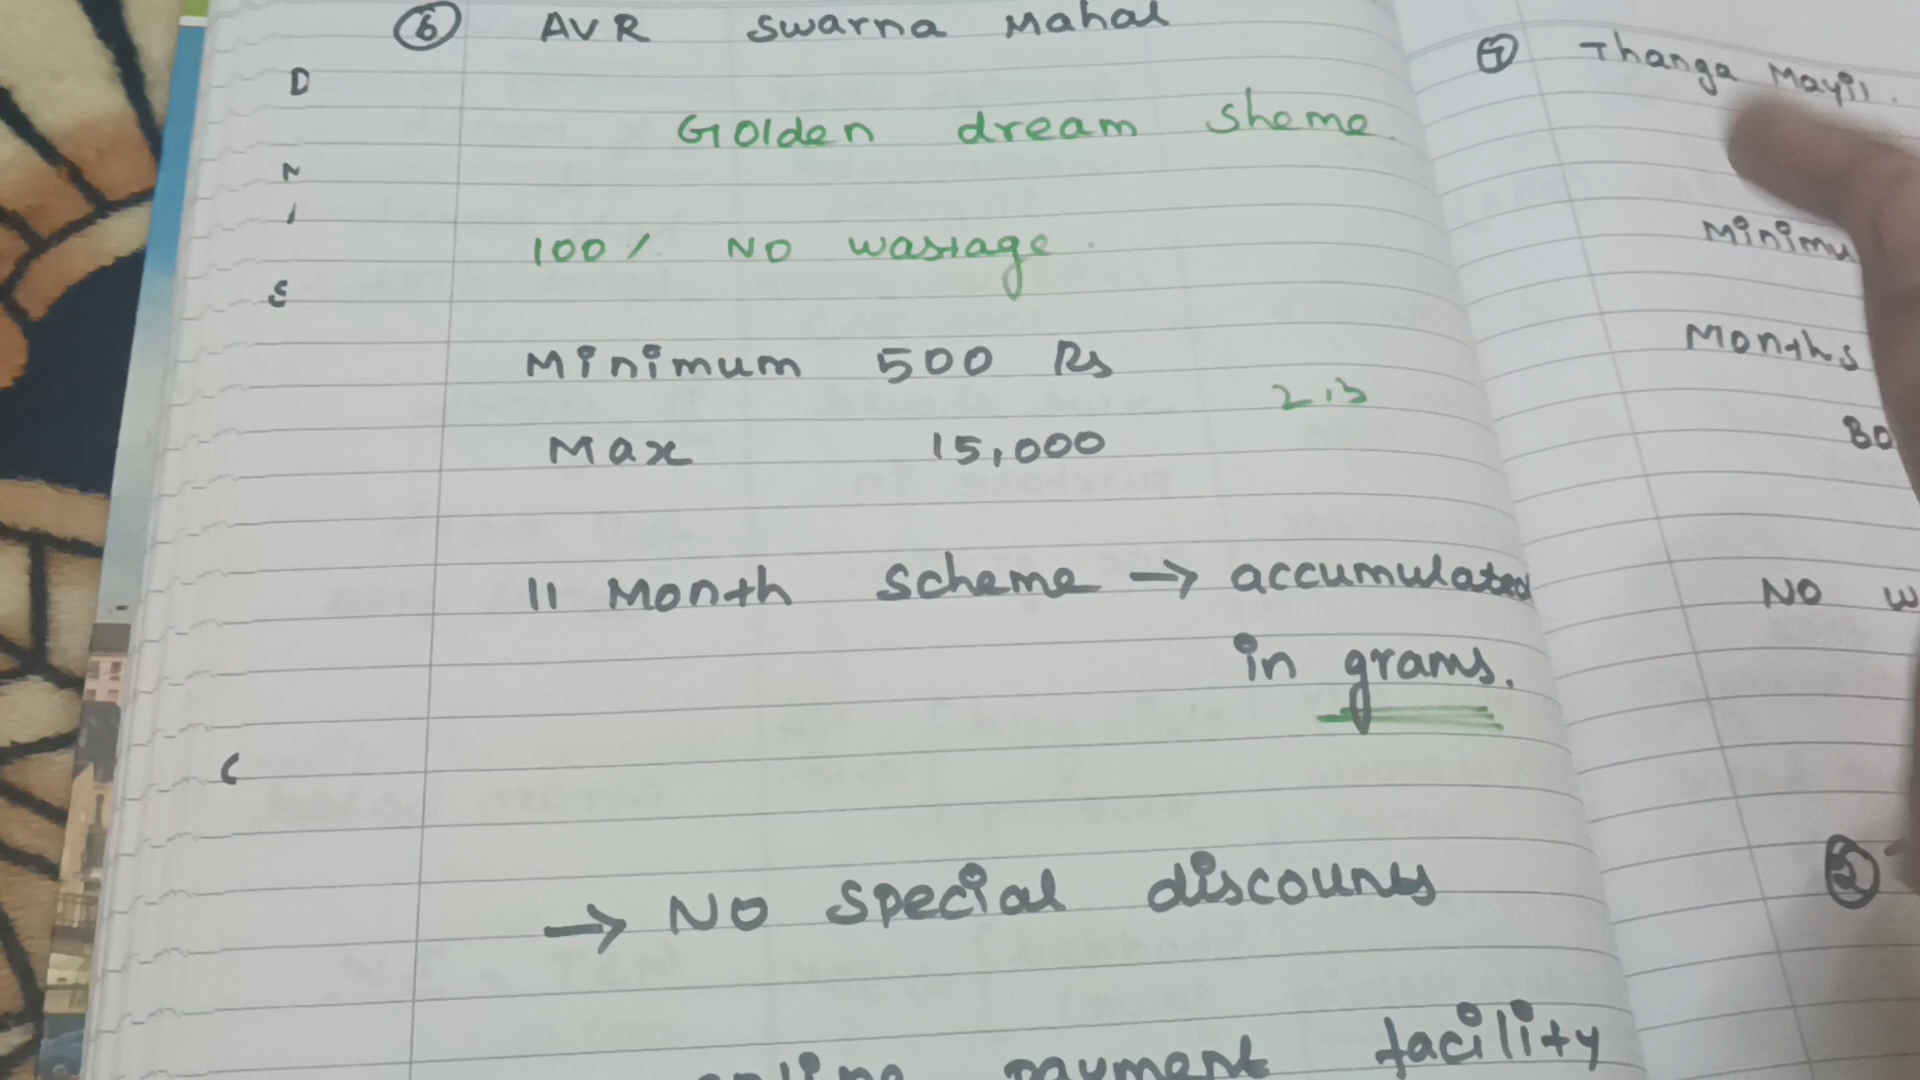 6 AVR Swarna Mahal
D
Golden dream sheme.
N
100% NO wastage.
S
Minimum 500 Rs
2.13
Max 15,000
11 Month scheme → accumulated
in grams.
→ NO special discounts
online payment facility
7 Thanga Mayil.
Minimu
Months
NO w